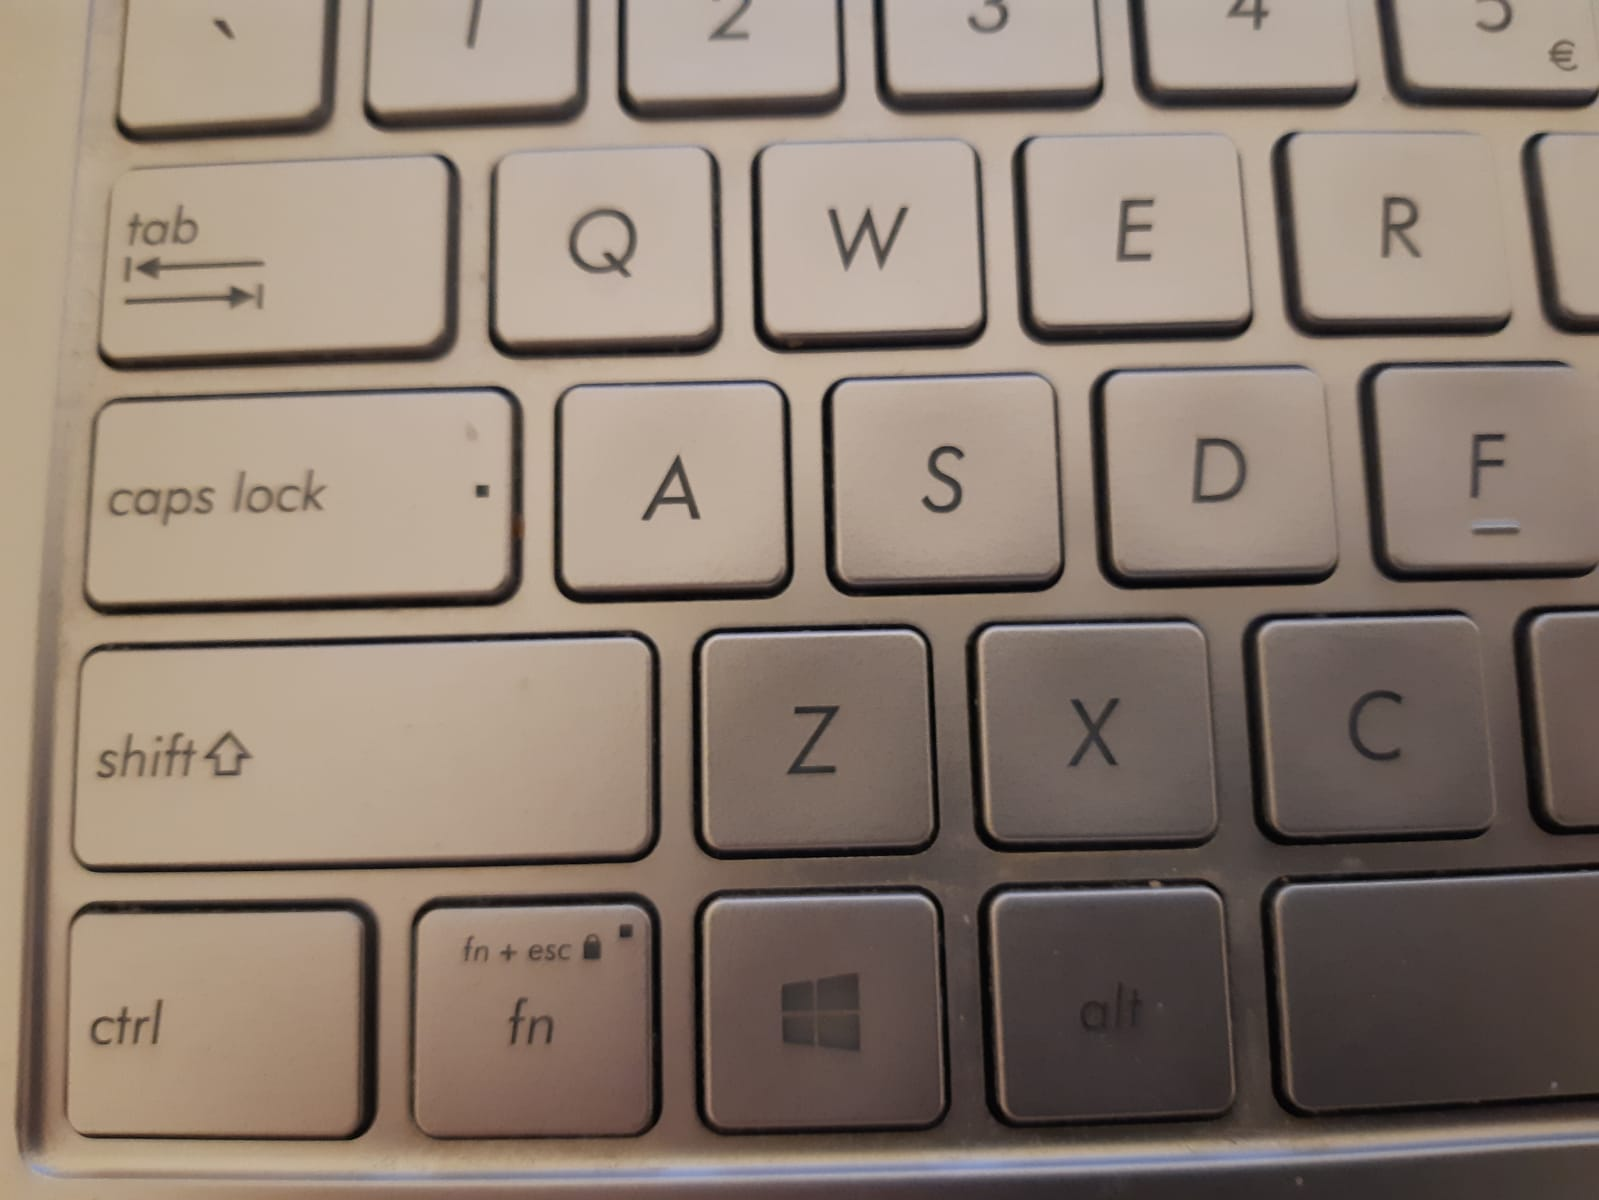 ` 1 2 3 4 5 €
tab Q W E R
caps lock A S D F
shift Z X C
fn + esc
ctrl fn alt